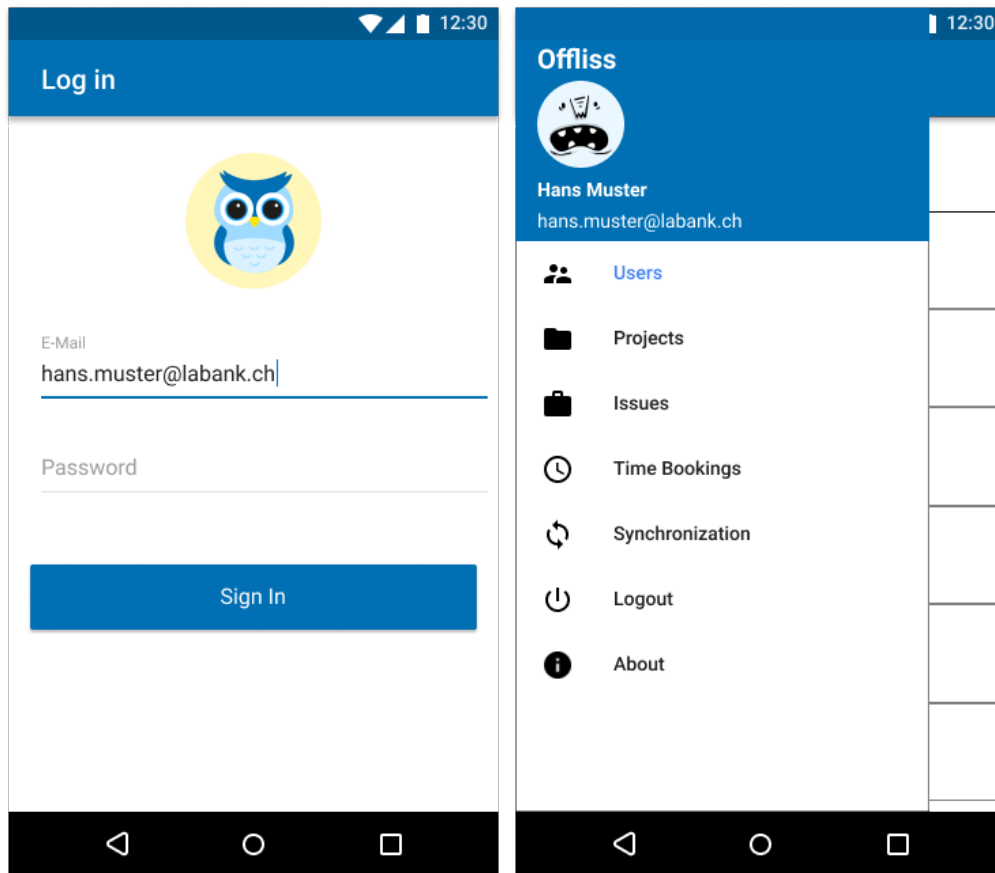 12:30
Log in
E-Mail
hans.muster@labank.ch
Password
Sign In
12:30
Offliss
Hans Muster
hans.muster@labank.ch
Users
Projects
Issues
Time Bookings
Synchronization
Logout
About